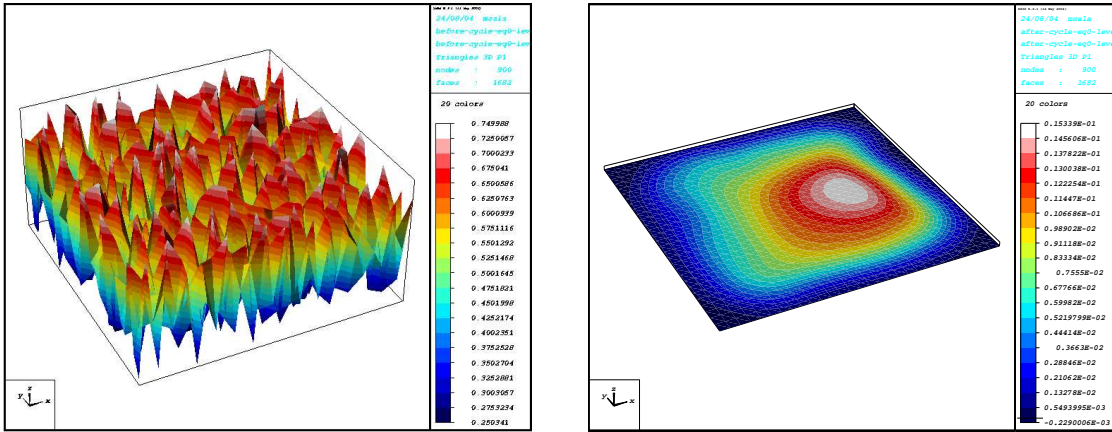 24/08/04 mzaia
before-cycle-eq0-lev
before-cycle-eq0-lev
Triangles 3D P1
nodes : 900
faces : 1682
20 colors
0.749988
0.7250057
0.7000233
0.675041
0.6500586
0.6250763
0.6000939
0.5751116
0.5501292
0.5251468
0.5001645
0.4751821
0.4501998
0.4252174
0.4002351
0.3752528
0.3502704
0.3252881
0.3003057
0.2753234
0.250341
z
y x
24/08/04 mzaia
after-cycle-eq0-leve
after-cycle-eq0-leve
Triangles 3D P1
nodes : 900
faces : 1682
20 colors
0.15339E-01
0.145606E-01
0.137822E-01
0.130038E-01
0.122254E-01
0.11447E-01
0.106686E-01
0.98902E-02
0.91118E-02
0.83334E-02
0.7555E-02
0.67766E-02
0.59982E-02
0.5219799E-02
0.44414E-02
0.3663E-02
0.28846E-02
0.21062E-02
0.13278E-02
0.5493995E-03
-0.2290006E-03
z
y x